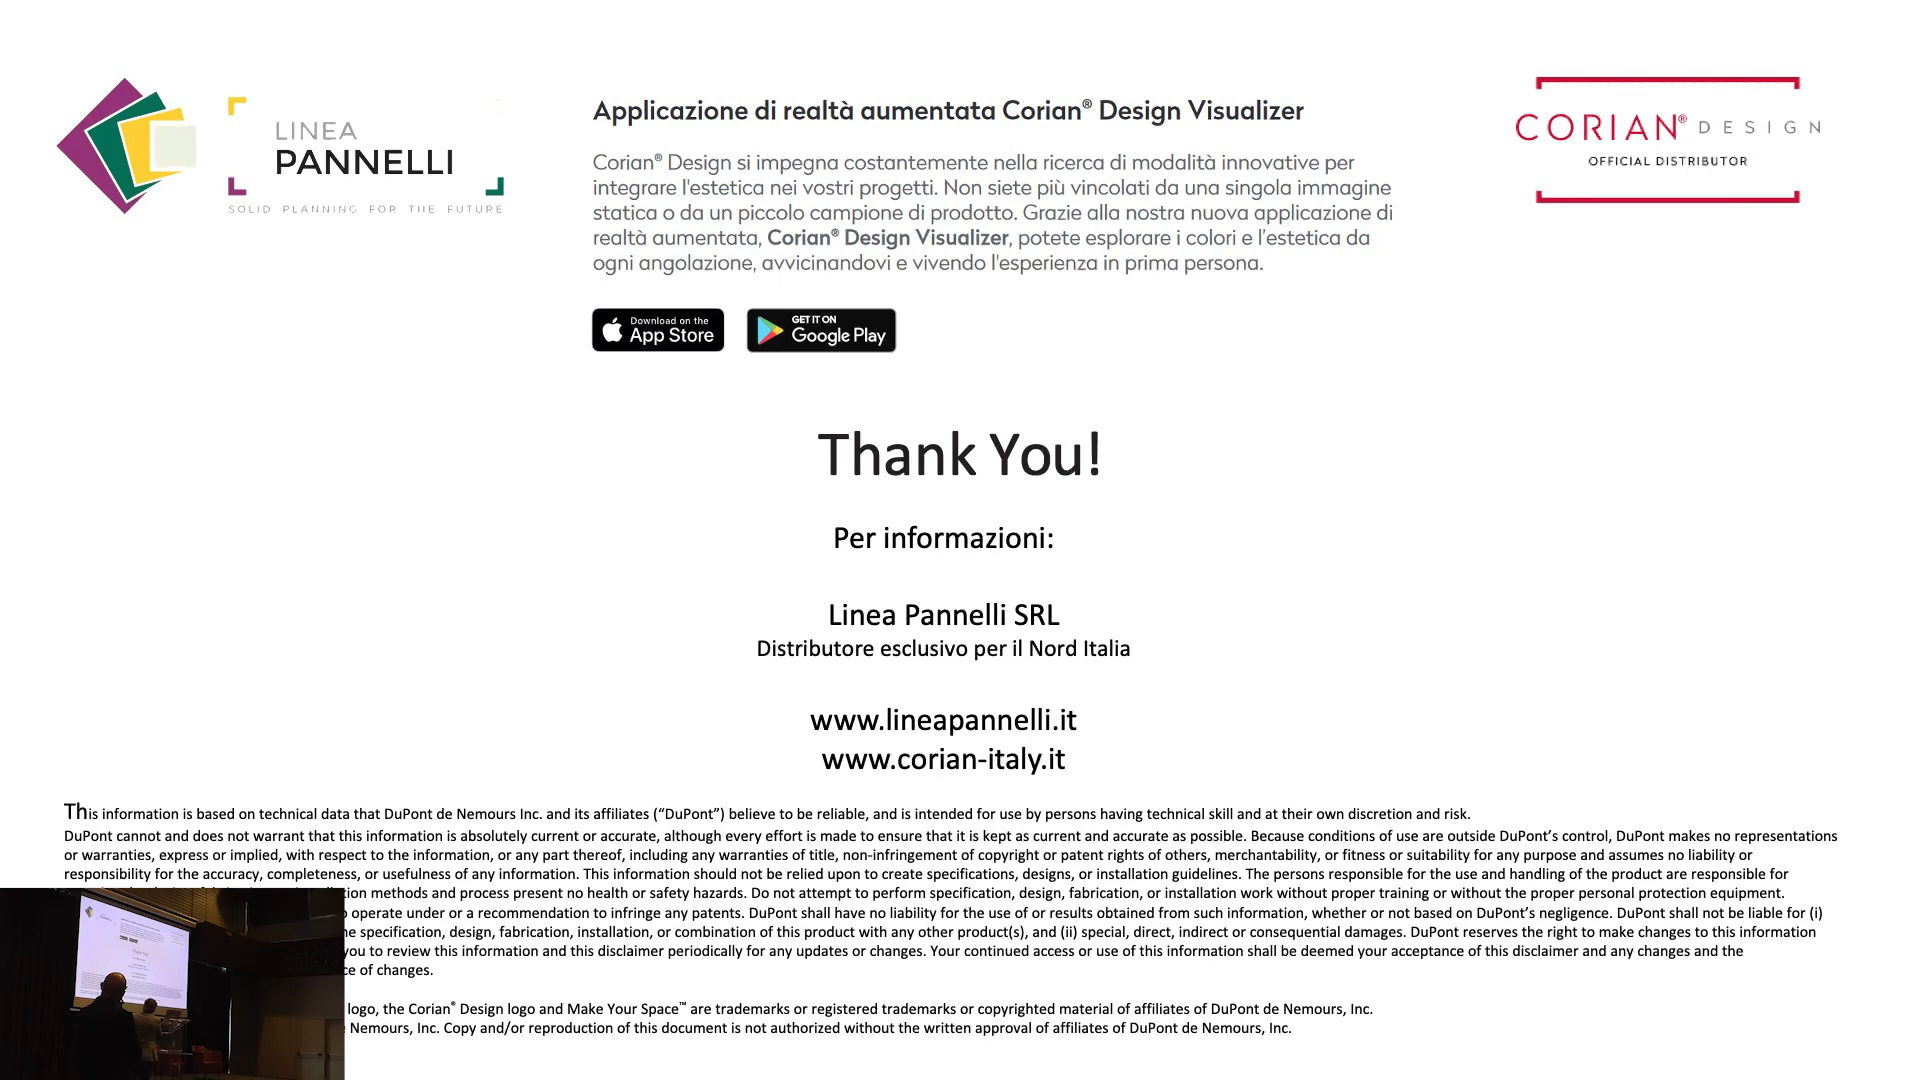 LINEA
PANNELLI
SOLID PLANNING FOR THE FUTURE
Applicazione di realtà aumentata Corian® Design Visualizer
Corian® Design si impegna costantemente nella ricerca di modalità innovative per
integrare l'estetica nei vostri progetti. Non siete più vincolati da una singola immagine
statica o da un piccolo campione di prodotto. Grazie alla nostra nuova applicazione di
realtà aumentata, Corian® Design Visualizer, potete esplorare i colori e l'estetica da
ogni angolazione, avvicinandovi e vivendo l'esperienza in prima persona.
Download on the
App Store
GET IT ON
Google Play
CORIAN® DESIGN
OFFICIAL DISTRIBUTOR
Thank You!
Per informazioni:
Linea Pannelli SRL
Distributore esclusivo per il Nord Italia
www.lineapannelli.it
www.corian-italy.it
This information is based on technical data that DuPont de Nemours Inc. and its affiliates (“DuPont”) believe to be reliable, and is intended for use by persons having technical skill and at their own discretion and risk.
DuPont cannot and does not warrant that this information is absolutely current or accurate, although every effort is made to ensure that it is kept as current and accurate as possible. Because conditions of use are outside DuPont’s control, DuPont makes no representations
or warranties, express or implied, with respect to the information, or any part thereof, including any warranties of title, non-infringement of copyright or patent rights of others, merchantability, or fitness or suitability for any purpose and assumes no liability or
responsibility for the accuracy, completeness, or usefulness of any information. This information should not be relied upon to create specifications, designs, or installation guidelines. The persons responsible for the use and handling of the product are responsible for
methods and process present no health or safety hazards. Do not attempt to perform specification, design, fabrication, or installation work without proper training or without the proper personal protection equipment.
operate under or a recommendation to infringe any patents. DuPont shall have no liability for the use of or results obtained from such information, whether or not based on DuPont’s negligence. DuPont shall not be liable for (i)
specification, design, fabrication, installation, or combination of this product with any other product(s), and (ii) special, direct, indirect or consequential damages. DuPont reserves the right to make changes to this information
you to review this information and this disclaimer periodically for any updates or changes. Your continued access or use of this information shall be deemed your acceptance of this disclaimer and any changes and the
of changes.
logo, the Corian® Design logo and Make Your Space™ are trademarks or registered trademarks or copyrighted material of affiliates of DuPont de Nemours, Inc.
Nemours, Inc. Copy and/or reproduction of this document is not authorized without the written approval of affiliates of DuPont de Nemours, Inc.